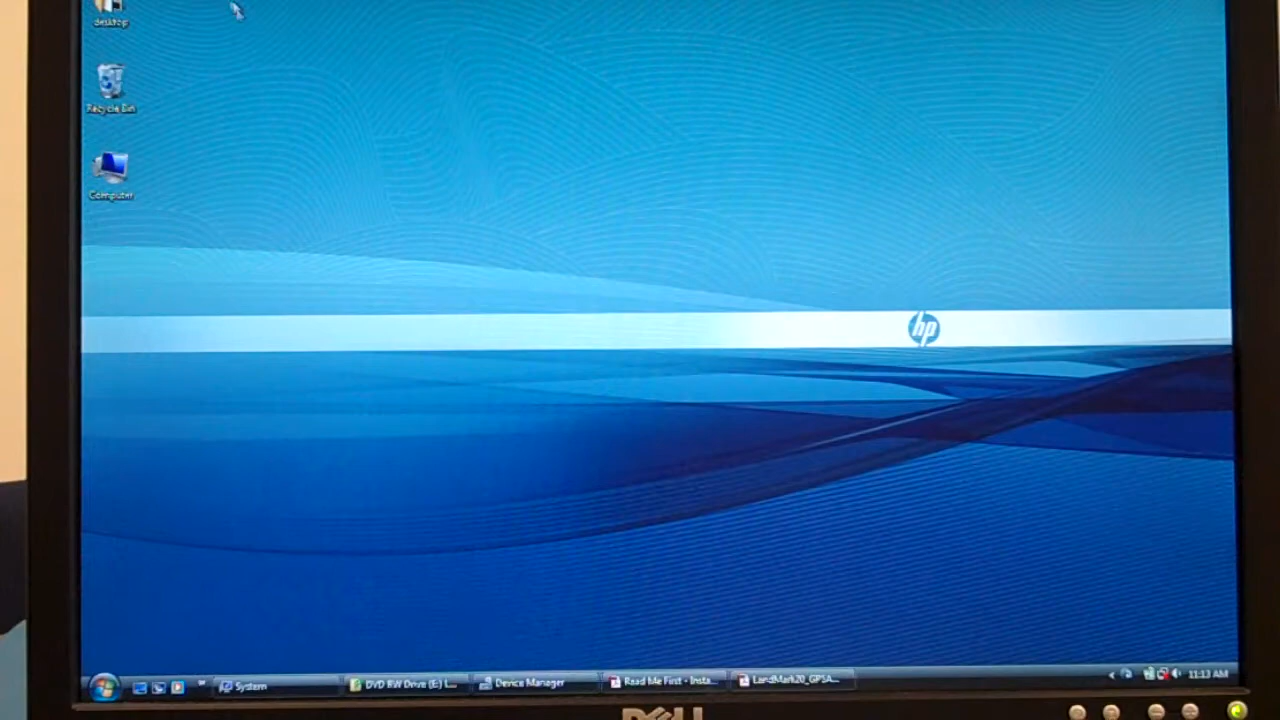 desktop
Recycle Bin
Computer
hp
System
DVD RW Drive (E:) L...
Device Manager
Read Me First - Insta...
LandMark20_GPSA...
11:13 AM
DELL